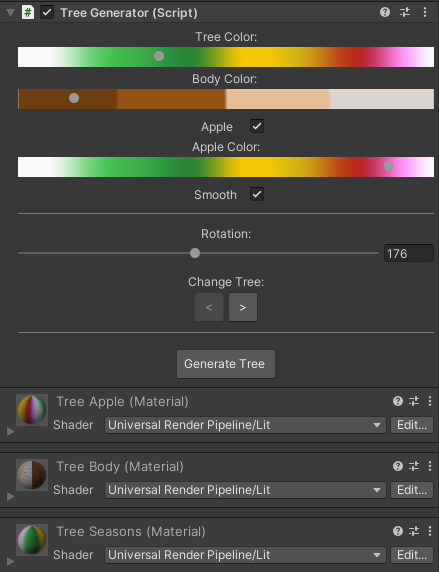 Tree Generator (Script)
Tree Color:
Body Color:
Apple
Apple Color:
Smooth
Rotation:
176
Change Tree:
< >
Generate Tree
Tree Apple (Material)
Shader Universal Render Pipeline/Lit Edit...
Tree Body (Material)
Shader Universal Render Pipeline/Lit Edit...
Tree Seasons (Material)
Shader Universal Render Pipeline/Lit Edit...